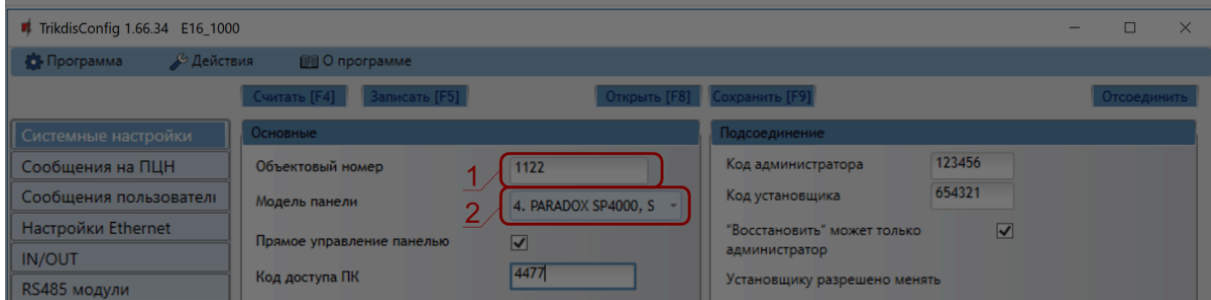 TrikdisConfig 1.66.34 E16_1000
Программа Действия О программе
Считать [F4] Записать [F5] Открыть [F8] Сохранить [F9] Отсоединить
Системные настройки
Сообщения на ПЦН
Сообщения пользовател
Настройки Ethernet
IN/OUT
RS485 модули
Основные
Объектовый номер 1 1122
Модель панели 2 4. PARADOX SP4000, S
Прямое управление панелью
Код доступа ПК 4477
Подсоединение
Код администратора 123456
Код установщика 654321
"Восстановить" может только
администратор
Установщику разрешено менять